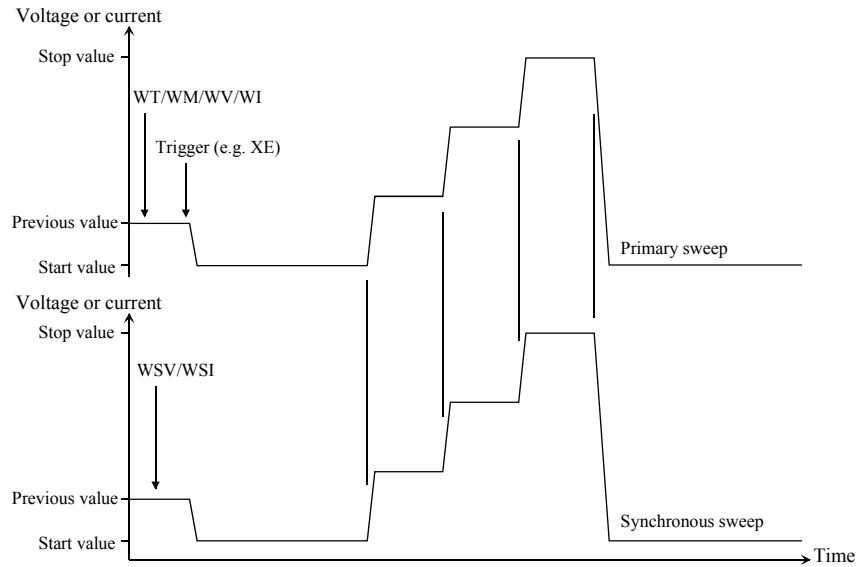 Voltage or current
Stop value
WT/WM/WV/WI
Trigger (e.g. XE)
Previous value
Primary sweep
Start value
Voltage or current
Stop value
WSV/WSI
Previous value
Synchronous sweep
Start value
Time